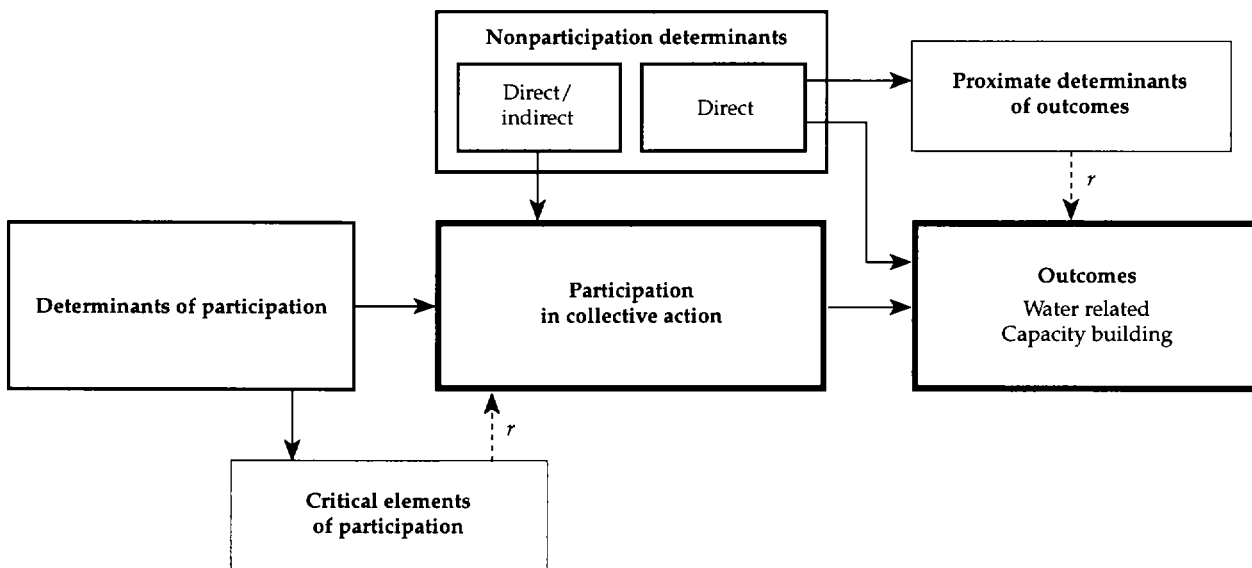 Nonparticipation determinants
Direct/
indirect
Direct
Proximate determinants
of outcomes
r
Determinants of participation
Participation
in collective action
Outcomes
Water related
Capacity building
r
Critical elements
of participation